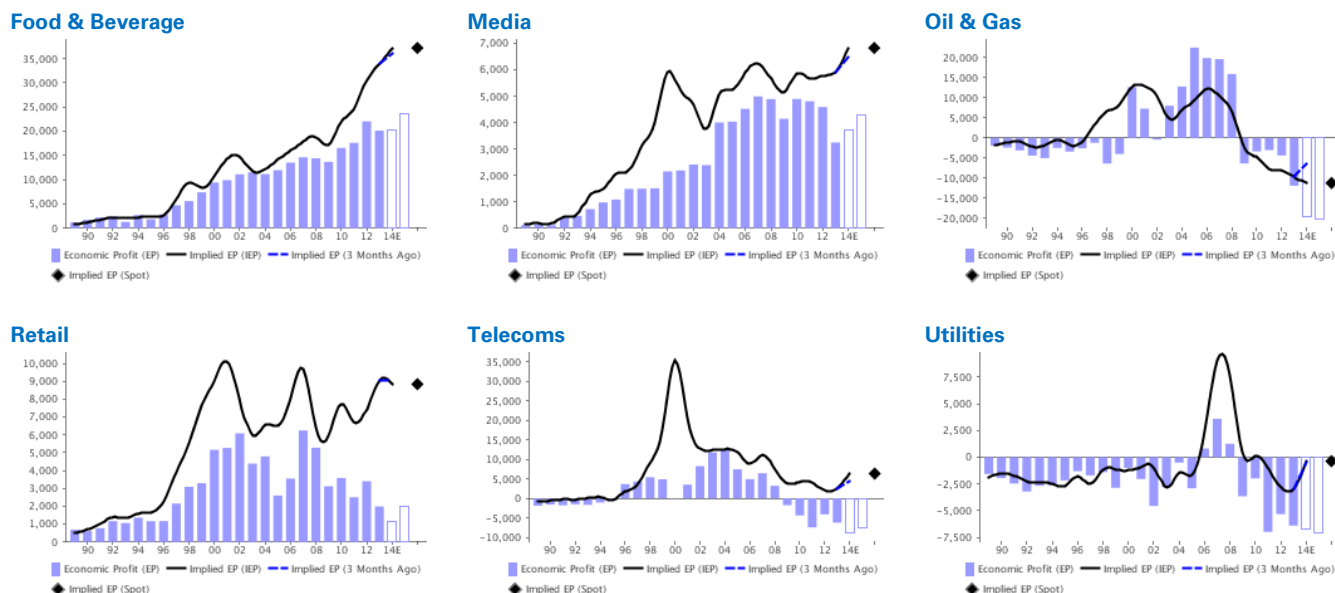 Food & Beverage
35,000
30,000
25,000
20,000
15,000
10,000
5,000
0
90 92 94 96 98 00 02 04 06 08 10 12 14E
Economic Profit (EP) Implied EP (IEP) Implied EP (3 Months Ago)
Implied EP (Spot)
Media
7,000
6,000
5,000
4,000
3,000
2,000
1,000
0
90 92 94 96 98 00 02 04 06 08 10 12 14E
Economic Profit (EP) Implied EP (IEP) Implied EP (3 Months Ago)
Implied EP (Spot)
Oil & Gas
20,000
15,000
10,000
5,000
0
-5,000
-10,000
-15,000
-20,000
90 92 94 96 98 00 02 04 06 08 10 12 14E
Economic Profit (EP) Implied EP (IEP) Implied EP (3 Months Ago)
Implied EP (Spot)
Retail
10,000
9,000
8,000
7,000
6,000
5,000
4,000
3,000
2,000
1,000
0
90 92 94 96 98 00 02 04 06 08 10 12 14E
Economic Profit (EP) Implied EP (IEP) Implied EP (3 Months Ago)
Implied EP (Spot)
Telecoms
35,000
30,000
25,000
20,000
15,000
10,000
5,000
0
-5,000
-10,000
90 92 94 96 98 00 02 04 06 08 10 12 14E
Economic Profit (EP) Implied EP (IEP) Implied EP (3 Months Ago)
Implied EP (Spot)
Utilities
7,500
5,000
2,500
0
-2,500
-5,000
-7,500
90 92 94 96 98 00 02 04 06 08 10 12 14E
Economic Profit (EP) Implied EP (IEP) Implied EP (3 Months Ago)
Implied EP (Spot)